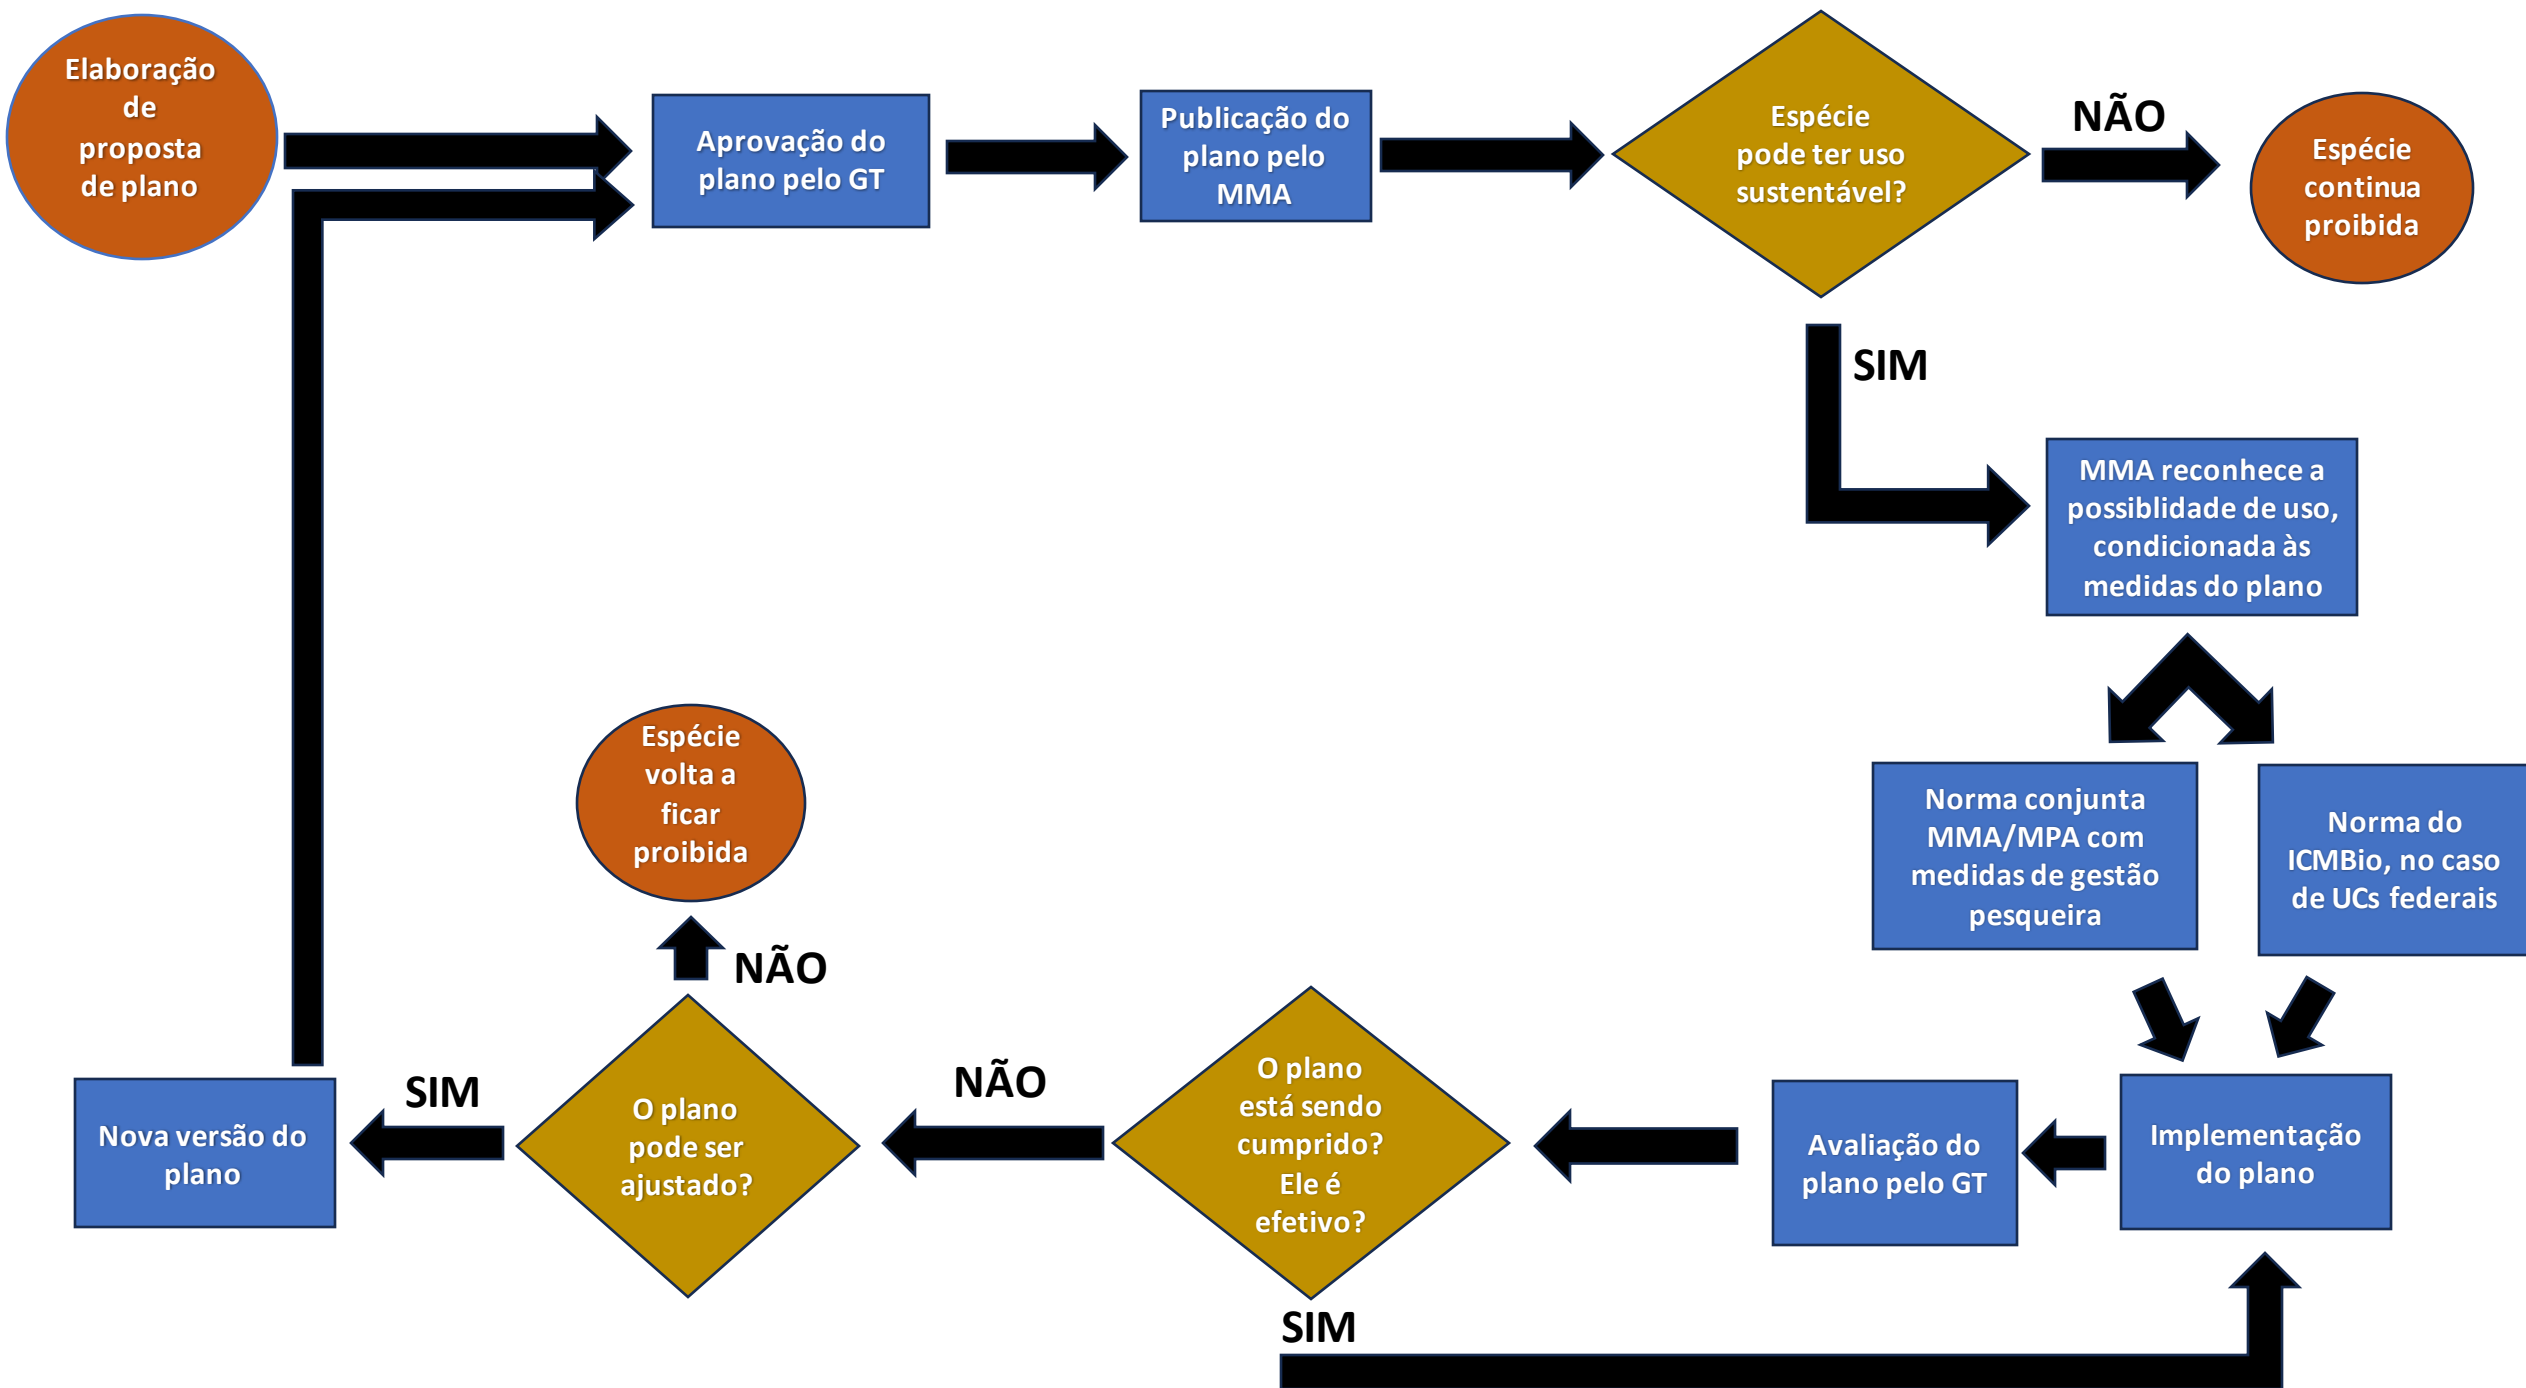 Elaboração
de
proposta
de plano
Aprovação do
plano pelo GT
Publicação do
plano pelo
MMA
Espécie
pode ter uso
sustentável?
NÃO
Espécie
continua
proibida
SIM
MMA reconhece a
possiblidade de uso,
condicionada às
medidas do plano
Norma conjunta
MMA/MPA com
medidas de gestão
pesqueira
Norma do
ICMBio, no caso
de UCs federais
Implementação
do plano
Avaliação do
plano pelo GT
O plano
está sendo
cumprido?
Ele é
efetivo?
SIM
NÃO
O plano
pode ser
ajustado?
NÃO
Espécie
volta a
ficar
proibida
SIM
Nova versão do
plano